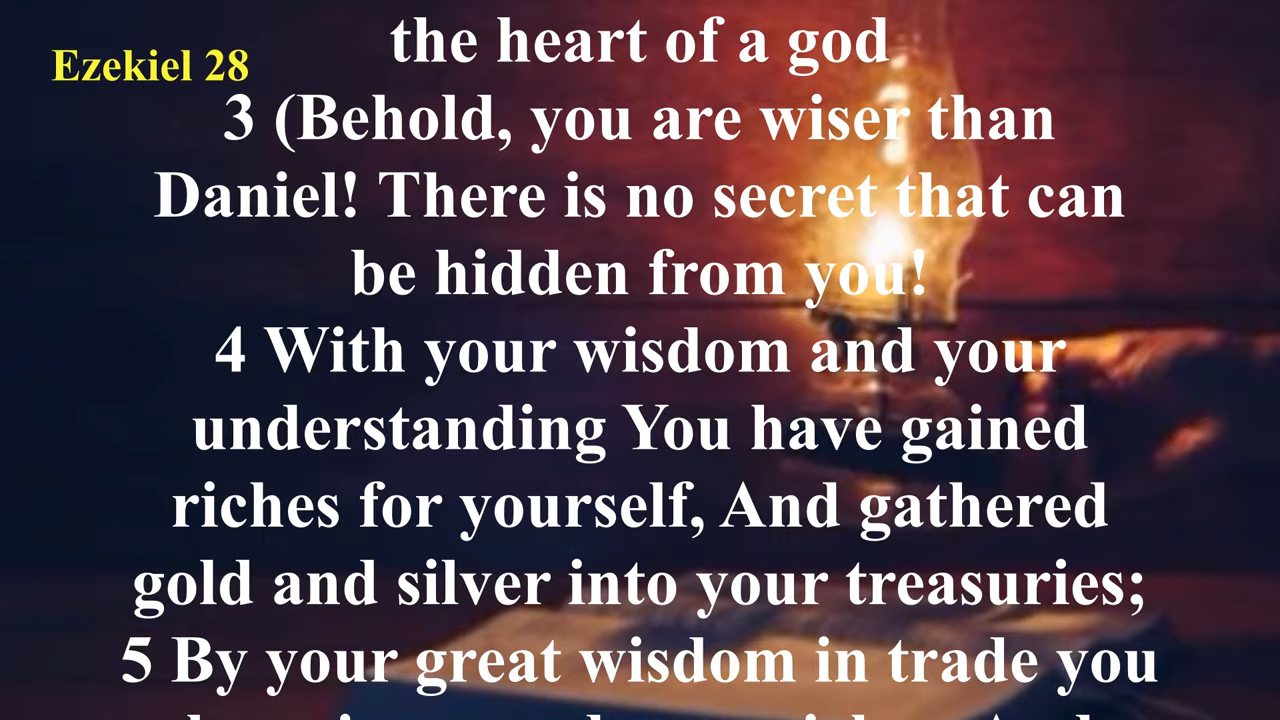 Ezekiel 28
the heart of a god
3 (Behold, you are wiser than
Daniel! There is no secret that can
be hidden from you!
4 With your wisdom and your
understanding You have gained
riches for yourself, And gathered
gold and silver into your treasuries;
5 By your great wisdom in trade you